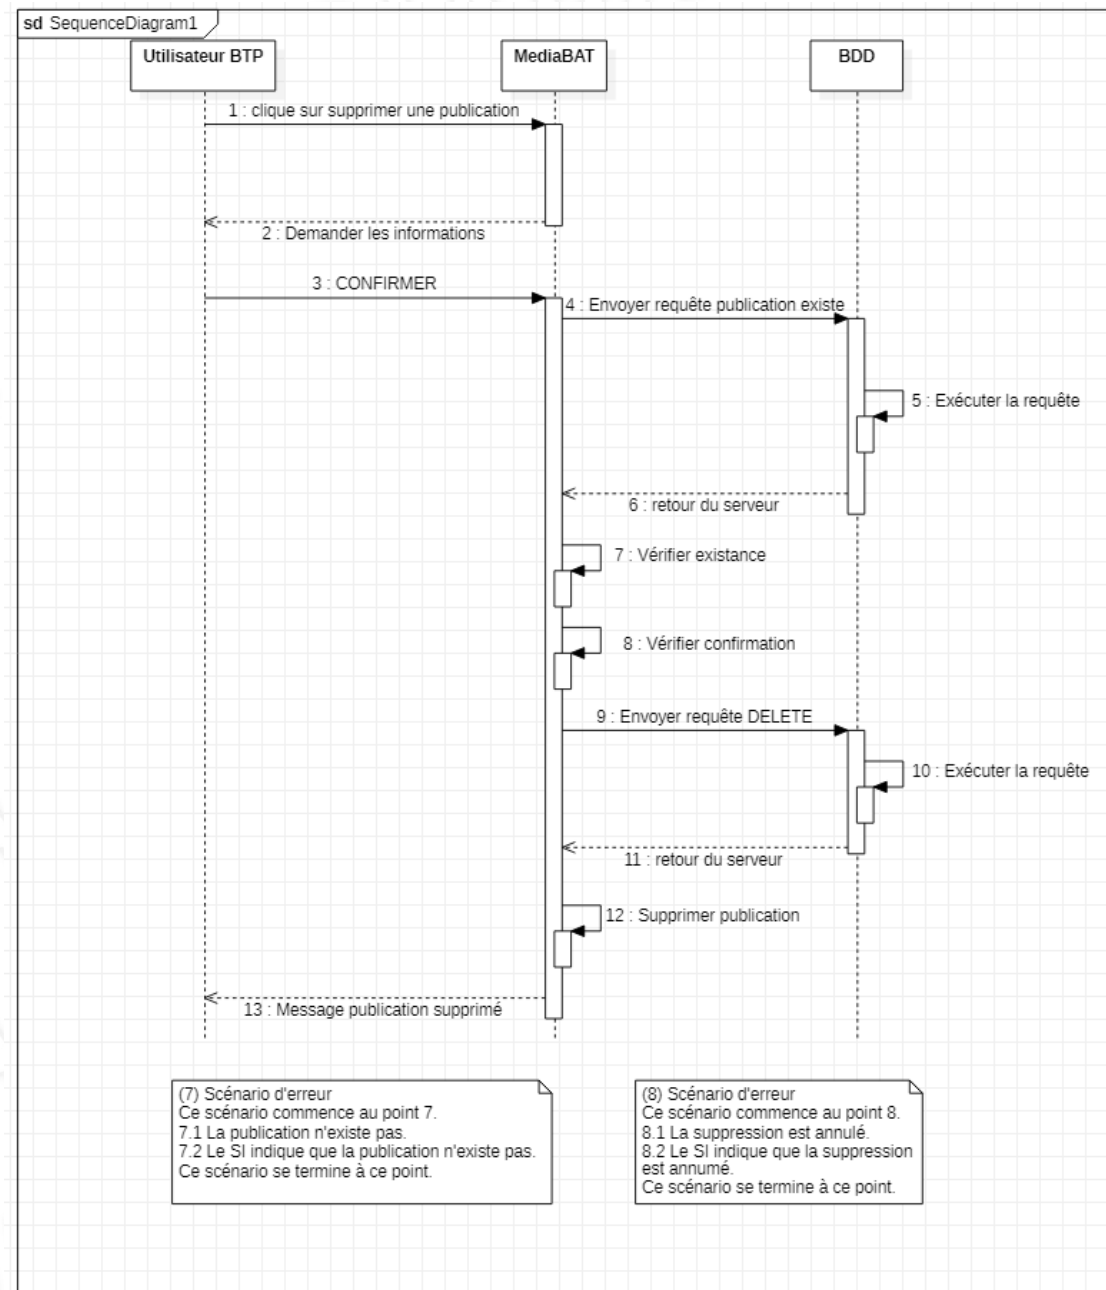 sd SequenceDiagram1
Utilisateur BTP
MediaBAT
BDD
1 : clique sur supprimer une publication
2 : Demander les informations
3 : CONFIRMER
4 : Envoyer requête publication existe
5 : Exécuter la requête
6 : retour du serveur
7 : Vérifier existance
8 : Vérifier confirmation
9 : Envoyer requête DELETE
10 : Exécuter la requête
11 : retour du serveur
12 : Supprimer publication
13 : Message publication supprimé
(7) Scénario d'erreur
Ce scénario commence au point 7.
7.1 La publication n'existe pas.
7.2 Le SI indique que la publication n'existe pas.
Ce scénario se termine à ce point.
(8) Scénario d'erreur
Ce scénario commence au point 8.
8.1 La suppression est annulé.
8.2 Le SI indique que la suppression
est annumé.
Ce scénario se termine à ce point.